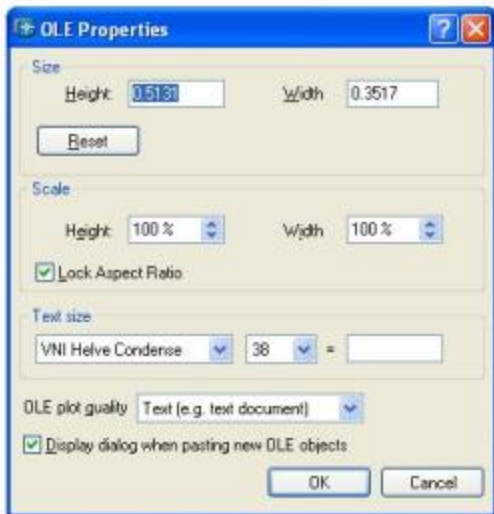 OLE Properties
Size
Height: 0.5131 Width 0.3517
Reset
Scale
Height: 100 % Width 100 %
Lock Aspect Ratio
Text size
VNI Helve Condense 38 =
OLE plot quality Text (e.g. text document)
Display dialog when pasting new OLE objects
OK Cancel